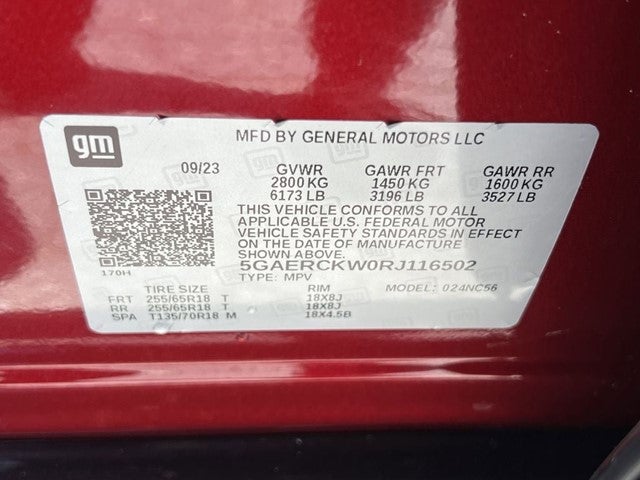 gm
MFD BY GENERAL MOTORS LLC
09/23 GVWR GAWR FRT GAWR RR
2800 KG 1450 KG 1600 KG
6173 LB 3196 LB 3527 LB
THIS VEHICLE CONFORMS TO ALL
APPLICABLE U.S. FEDERAL MOTOR
VEHICLE SAFETY STANDARDS IN EFFECT
ON THE DATE OF MANUFACTURE
SHOWN ABOVE.
170H 5GAERCKW0RJ116502
TYPE: MPV MODEL: 024NC56
TIRE SIZE RIM
FRT 255/65R18 T 18X8J
RR 255/65R18 T 18X8J
SPA T135/70R18 M 18X4.5B